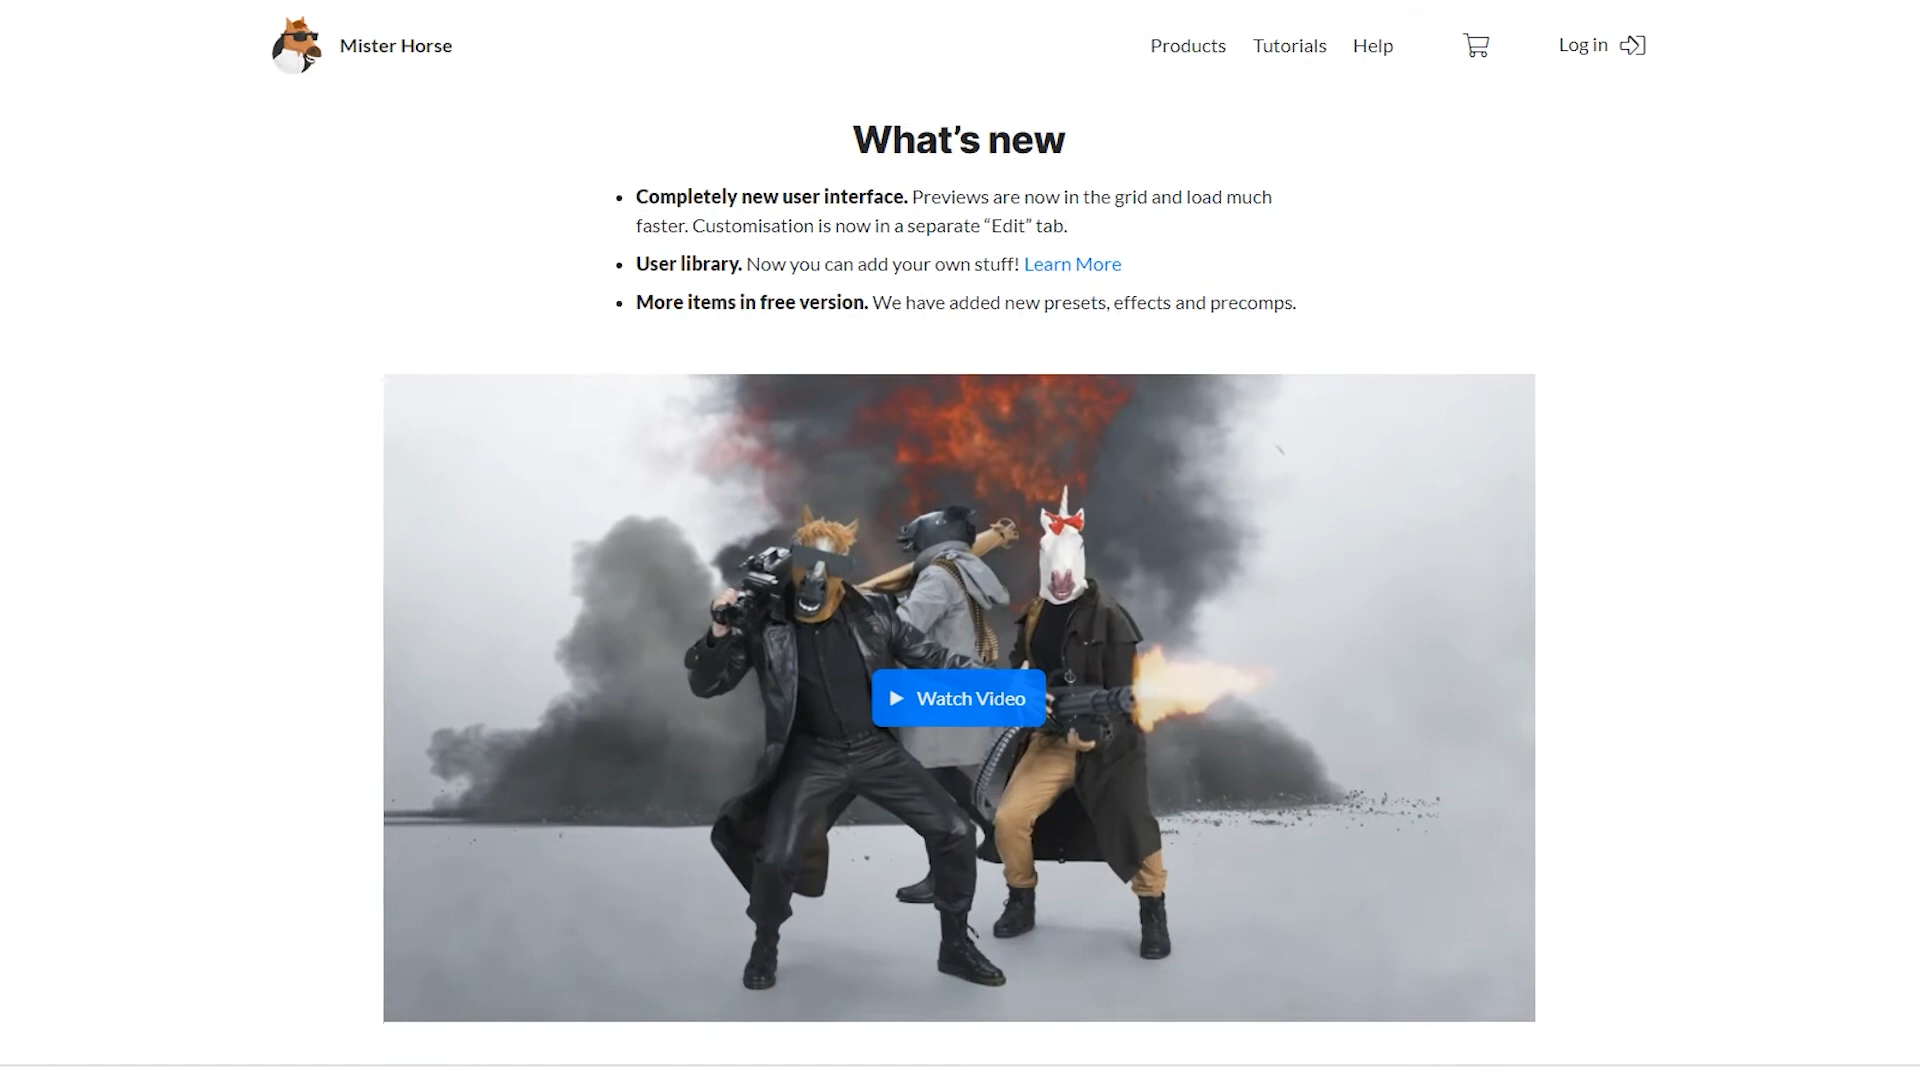 Mister Horse
Products Tutorials Help Log in
What’s new
• Completely new user interface. Previews are now in the grid and load much
faster. Customisation is now in a separate “Edit” tab.
• User library. Now you can add your own stuff! Learn More
• More items in free version. We have added new presets, effects and precomps.
Watch Video